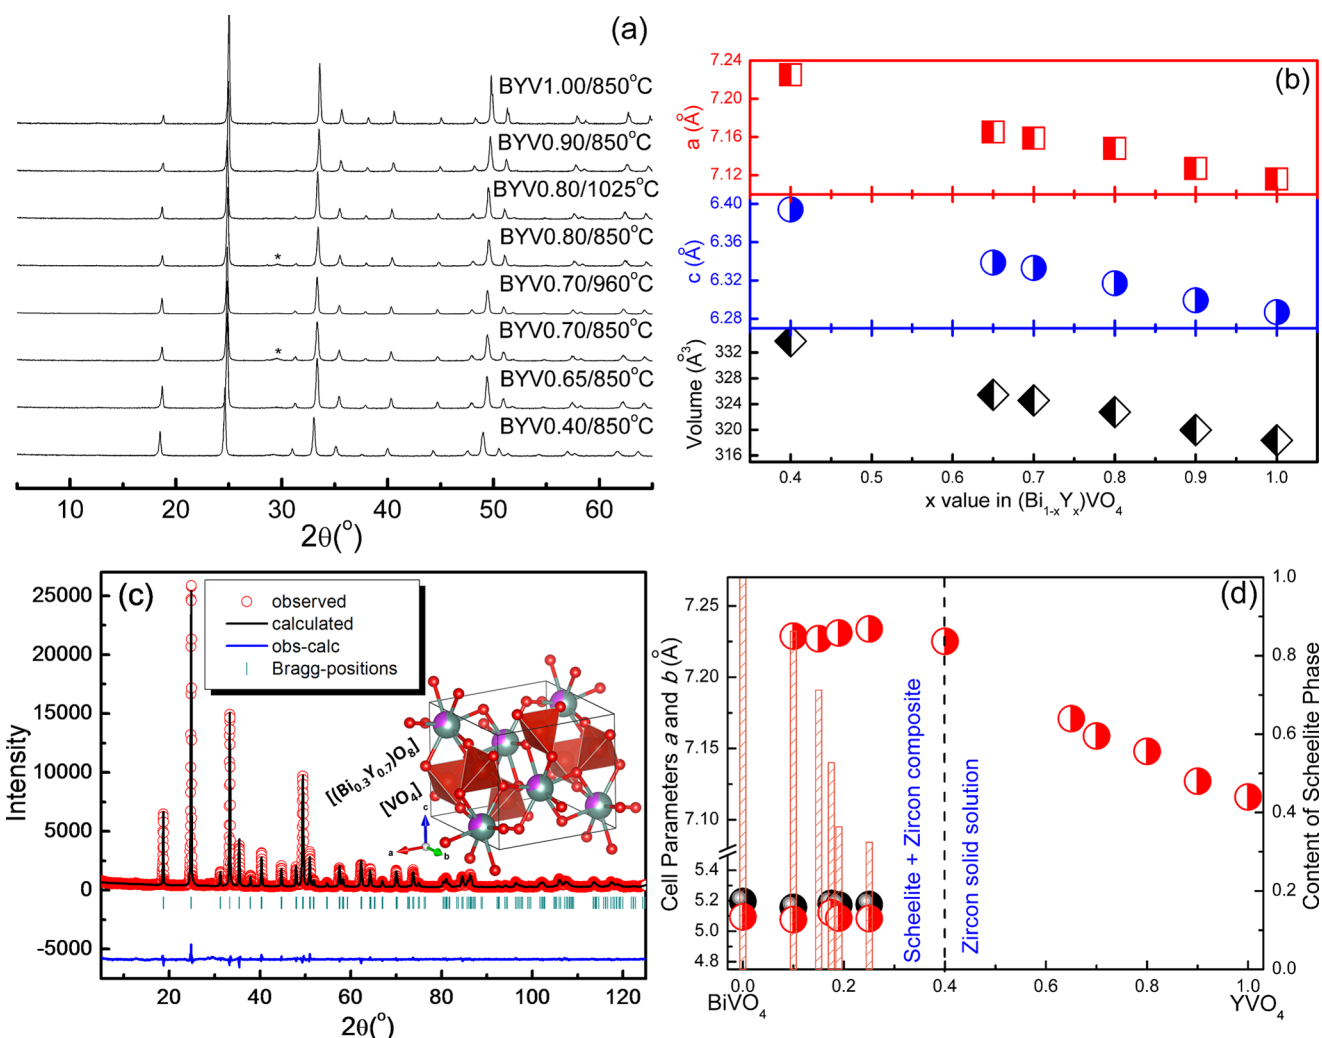 (a)
BYV1.00/850°C
BYV0.90/850°C
BYV0.80/1025°C
BYV0.80/850°C
*
BYV0.70/960°C
BYV0.70/850°C
*
BYV0.65/850°C
BYV0.40/850°C
10 20 30 40 50 60
2θ(°)
(b)
7.24
7.20
7.16
7.12
a (Å)
6.40
6.36
6.32
6.28
c (Å)
332
328
324
320
316
Volume (Å³)
0.4 0.5 0.6 0.7 0.8 0.9 1.0
x value in (Bi₁₋ₓYₓ)VO₄
(c)
observed
calculated
obs-calc
Bragg-positions
25000
20000
15000
10000
5000
0
-5000
Intensity
[(Bi₀.₃Y₀.₇)O₈]
[VO₄]
c
a
b
20 40 60 80 100 120
2θ(°)
(d)
7.25
7.20
7.15
7.10
5.2
5.0
4.8
Cell Parameters a and b (Å)
Scheelite + Zircon composite
Zircon solid solution
1.0
0.8
0.6
0.4
0.2
0.0
Content of Scheelite Phase
0.0 0.2 0.4 0.6 0.8 1.0
BiVO₄ YVO₄